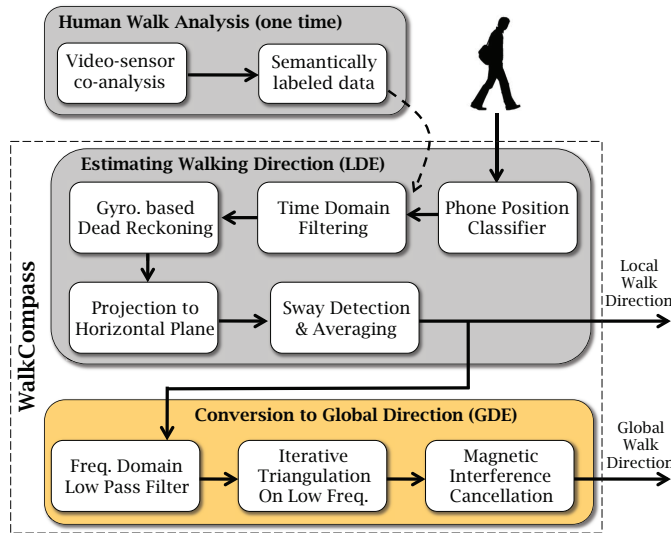 Human Walk Analysis (one time)
Video-sensor
co-analysis
Semantically
labeled data
WalkCompass
Estimating Walking Direction (LDE)
Gyro. based
Dead Reckoning
Time Domain
Filtering
Phone Position
Classifier
Projection to
Horizontal Plane
Sway Detection
& Averaging
Local
Walk
Direction
Conversion to Global Direction (GDE)
Freq. Domain
Low Pass Filter
Iterative
Triangulation
On Low Freq.
Magnetic
Interference
Cancellation
Global
Walk
Direction